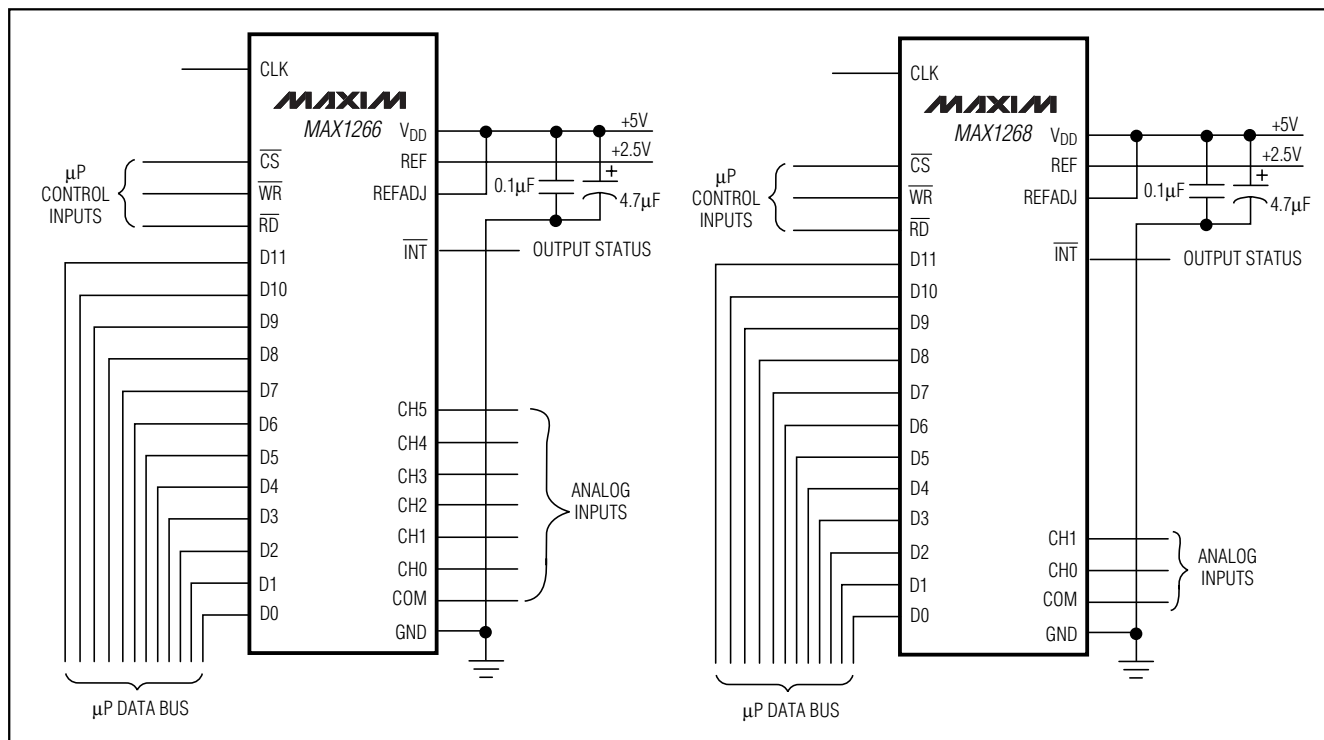 CLK
MAXIM
MAX1266
VDD
+5V
REF
+2.5V
REFADJ
0.1µF
+
4.7µF
µP
CONTROL
INPUTS
CS
WR
RD
INT
OUTPUT STATUS
D11
D10
D9
D8
D7
D6
D5
D4
D3
D2
D1
D0
CH5
CH4
CH3
CH2
CH1
CH0
COM
GND
ANALOG
INPUTS
µP DATA BUS
CLK
MAXIM
MAX1268
VDD
+5V
REF
+2.5V
REFADJ
0.1µF
+
4.7µF
µP
CONTROL
INPUTS
CS
WR
RD
INT
OUTPUT STATUS
D11
D10
D9
D8
D7
D6
D5
D4
D3
D2
D1
D0
CH1
CH0
COM
GND
ANALOG
INPUTS
µP DATA BUS